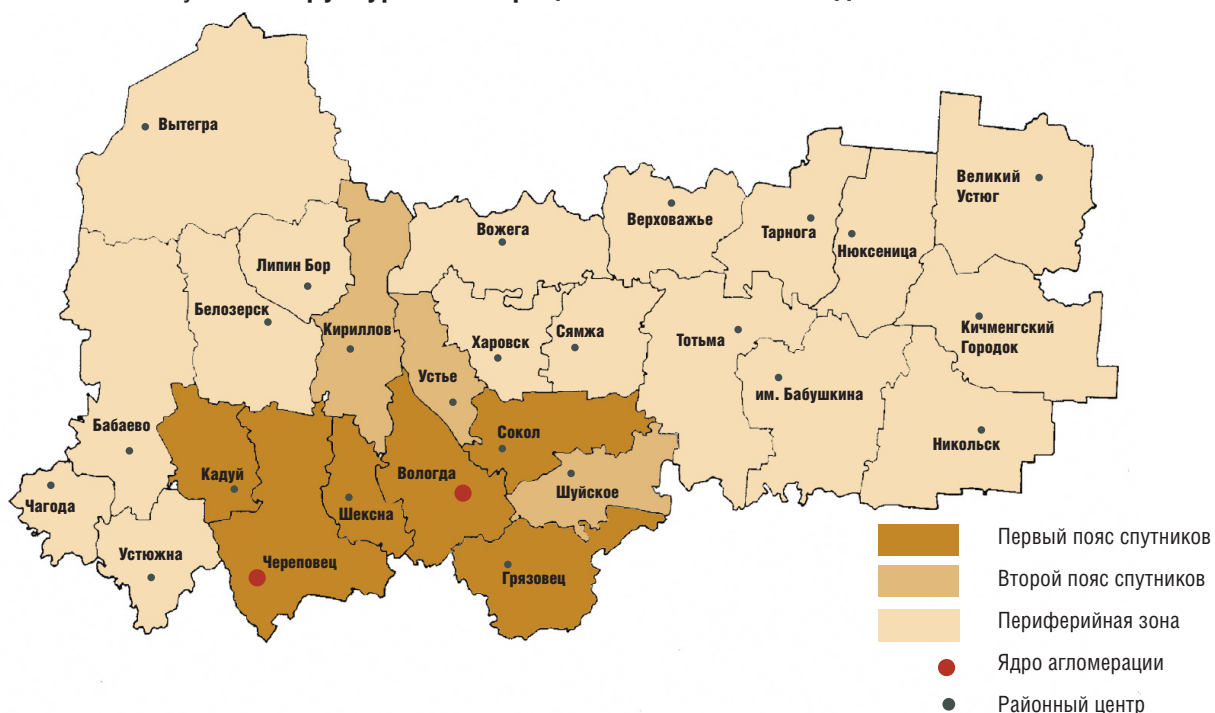 Вытегра
Великий
Устюг
Верховажье
Тарнога
Вожега
Нюксеница
Липин Бор
Белозерск
Кириллов
Харовск
Сямжа
Тотьма
Кичменгский
Городок
Устье
им. Бабушкина
Бабаево
Сокол
Никольск
Кадуй
Вологда
Шуйское
Чагода
Шексна
Устюжна
Череповец
Грязовец
Первый пояс спутников
Второй пояс спутников
Периферийная зона
Ядро агломерации
Районный центр